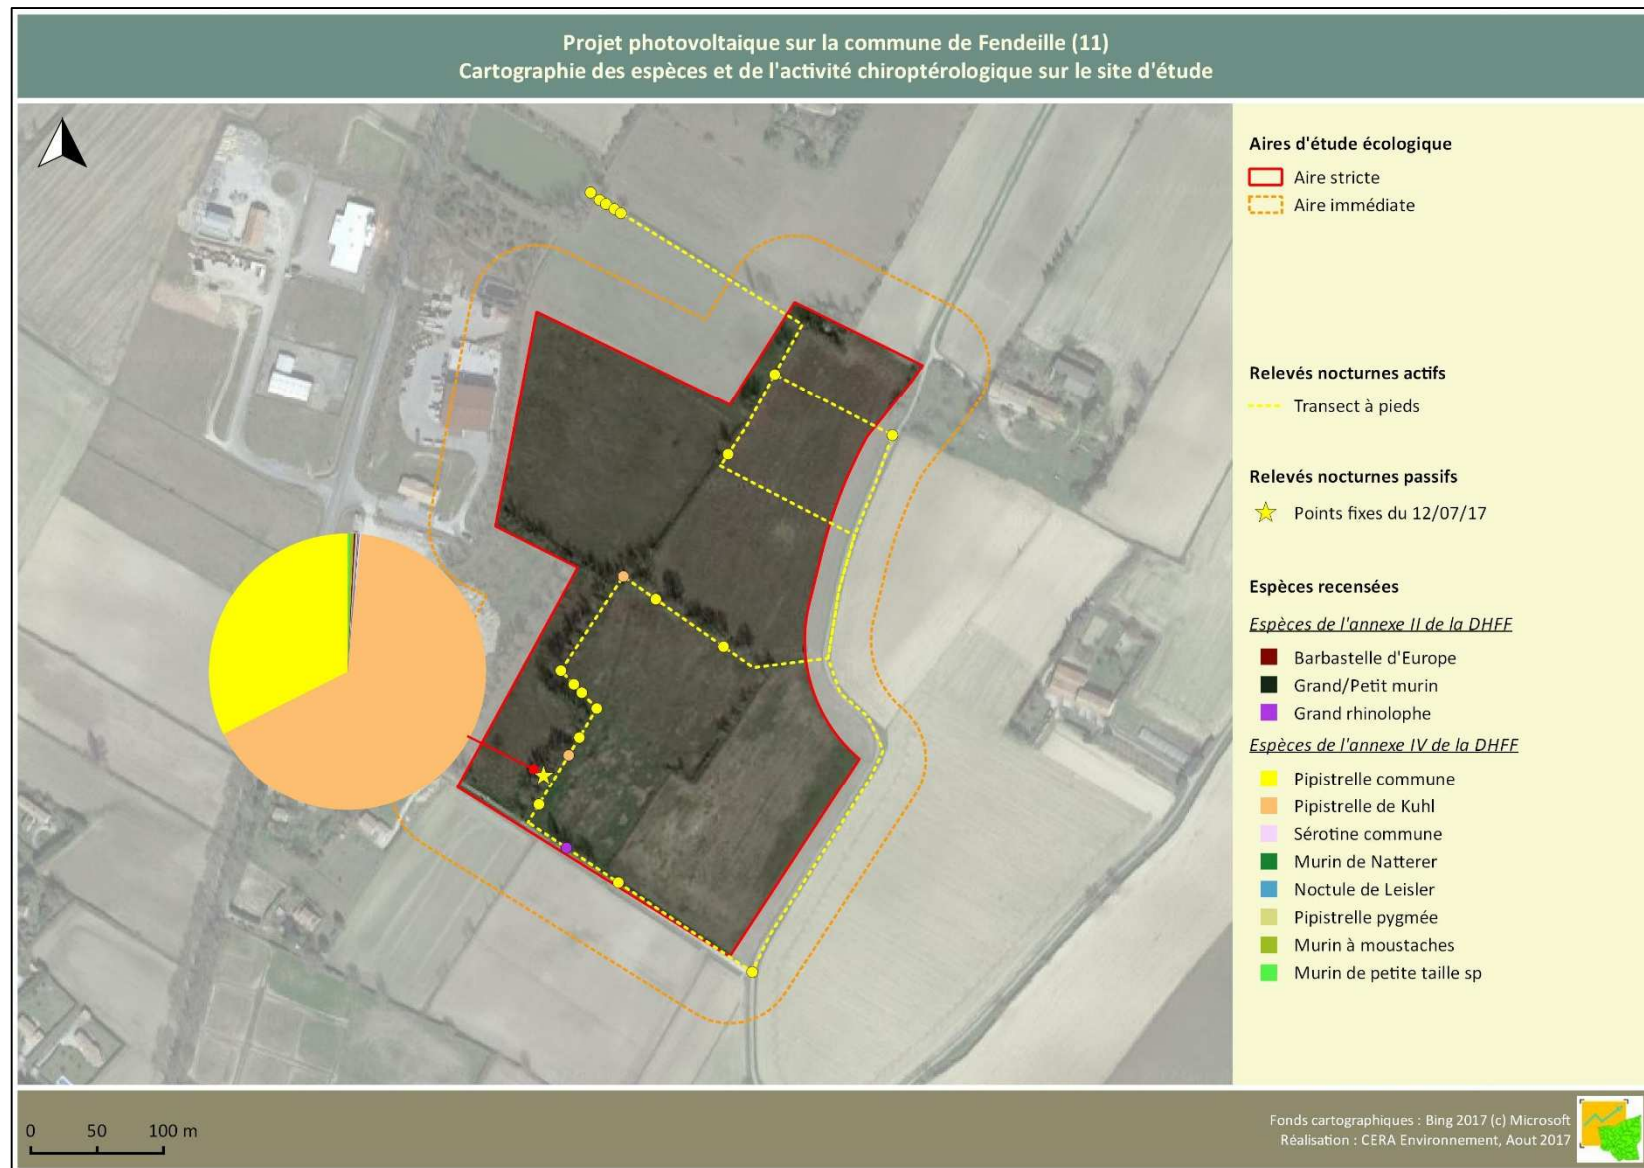 Projet photovoltaique sur la commune de Fendeille (11)
Cartographie des espèces et de l'activité chiroptérologique sur le site d'étude
Aires d'étude écologique
Aire stricte
Aire immédiate
Relevés nocturnes actifs
Transect à pieds
Relevés nocturnes passifs
Points fixes du 12/07/17
Espèces recensées
Espèces de l'annexe II de la DHFF
Barbastelle d'Europe
Grand/Petit murin
Grand rhinolophe
Espèces de l'annexe IV de la DHFF
Pipistrelle commune
Pipistrelle de Kuhl
Sérotine commune
Murin de Natterer
Noctule de Leisler
Pipistrelle pygmée
Murin à moustaches
Murin de petite taille sp
0 50 100 m
Fonds cartographiques : Bing 2017 (c) Microsoft
Réalisation : CERA Environnement, Aout 2017